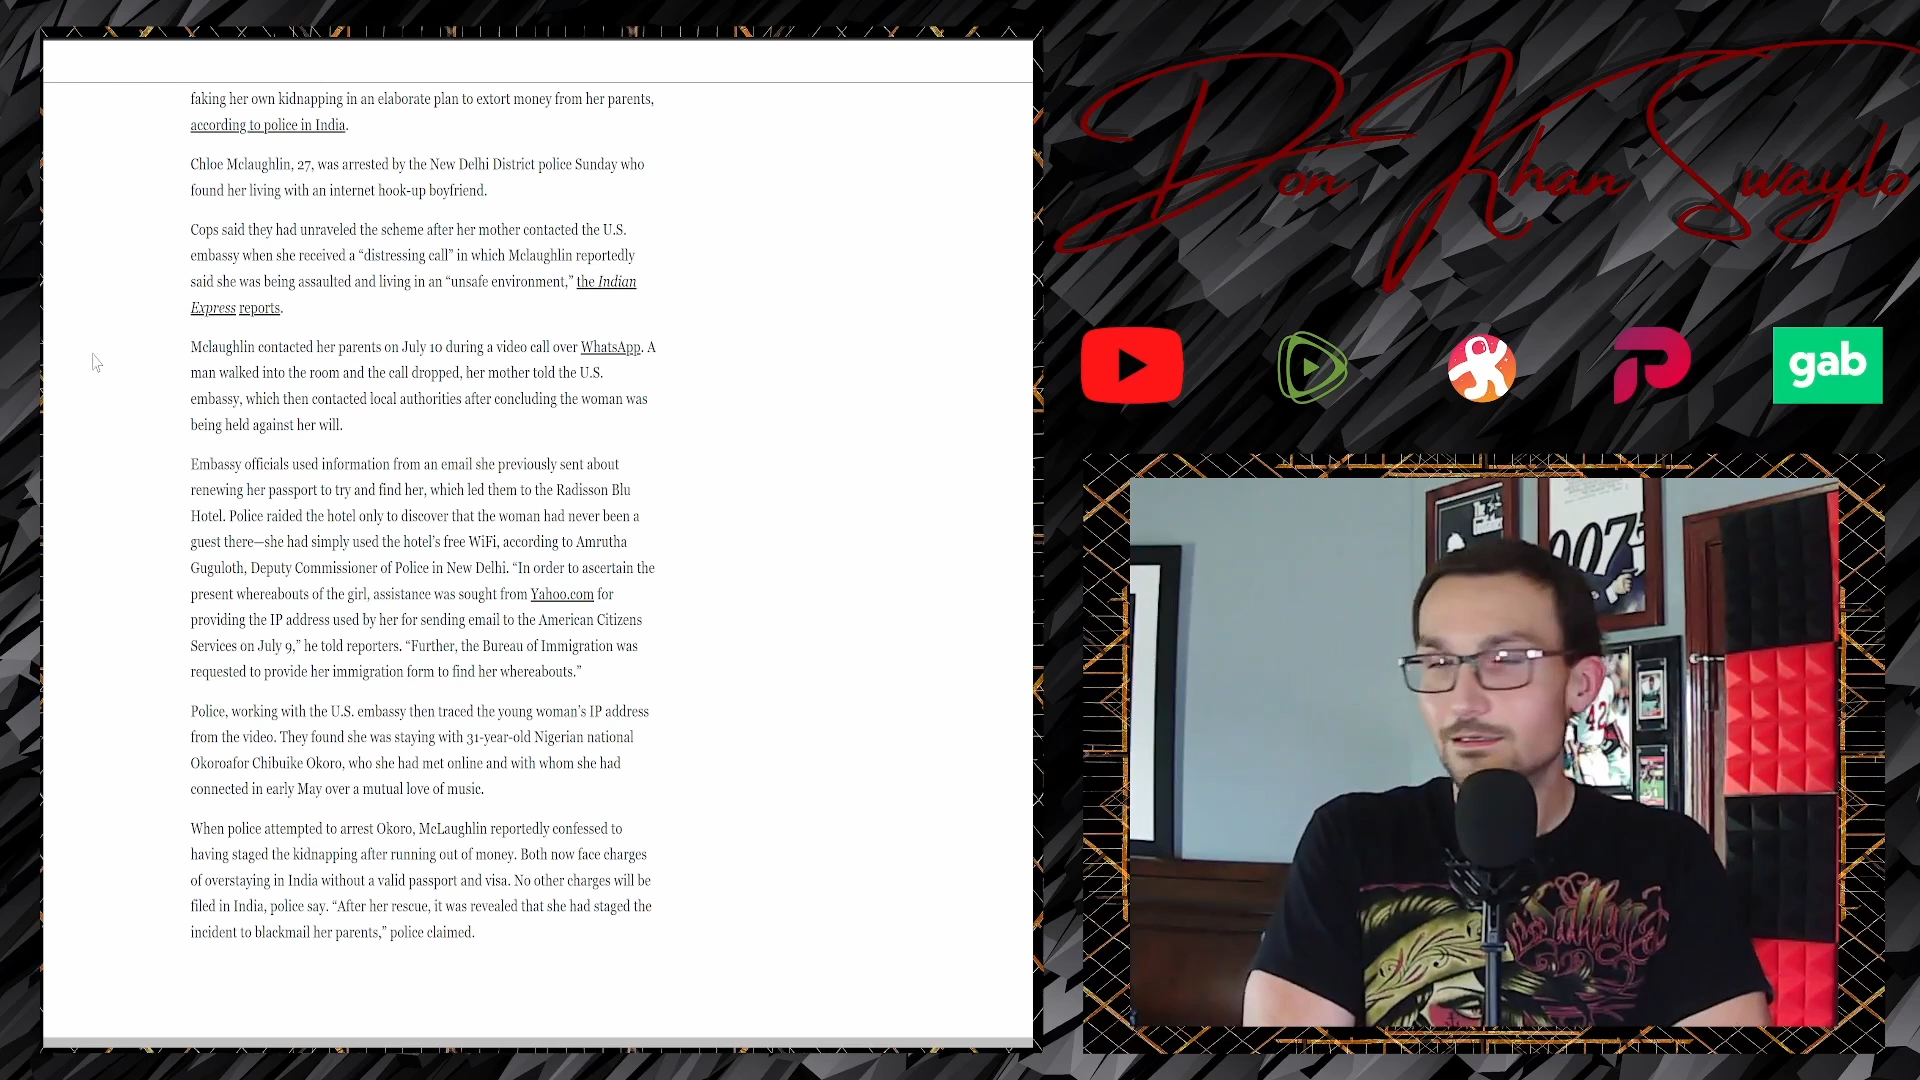 faking her own kidnapping in an elaborate plan to extort money from her parents,
according to police in India.
Chloe Mclaughlin, 27, was arrested by the New Delhi District police Sunday who
found her living with an internet hook-up boyfriend.
Cops said they had unraveled the scheme after her mother contacted the U.S.
embassy when she received a “distressing call” in which Mclaughlin reportedly
said she was being assaulted and living in an “unsafe environment,” the Indian
Express reports.
Mclaughlin contacted her parents on July 10 during a video call over WhatsApp. A
man walked into the room and the call dropped, her mother told the U.S.
embassy, which then contacted local authorities after concluding the woman was
being held against her will.
Embassy officials used information from an email she previously sent about
renewing her passport to try and find her, which led them to the Radisson Blu
Hotel. Police raided the hotel only to discover that the woman had never been a
guest there—she had simply used the hotel’s free WiFi, according to Amrutha
Guguloth, Deputy Commissioner of Police in New Delhi. “In order to ascertain the
present whereabouts of the girl, assistance was sought from Yahoo.com for
providing the IP address used by her for sending email to the American Citizens
Services on July 9,” he told reporters. “Further, the Bureau of Immigration was
requested to provide her immigration form to find her whereabouts.”
Police, working with the U.S. embassy then traced the young woman’s IP address
from the video. They found she was staying with 31-year-old Nigerian national
Okoroafor Chibuike Okoro, who she had met online and with whom she had
connected in early May over a mutual love of music.
When police attempted to arrest Okoro, McLaughlin reportedly confessed to
having staged the kidnapping after running out of money. Both now face charges
of overstaying in India without a valid passport and visa. No other charges will be
filed in India, police say. “After her rescue, it was revealed that she had staged the
incident to blackmail her parents,” police claimed.
Don Khan Swaylo
gab
The
007
42